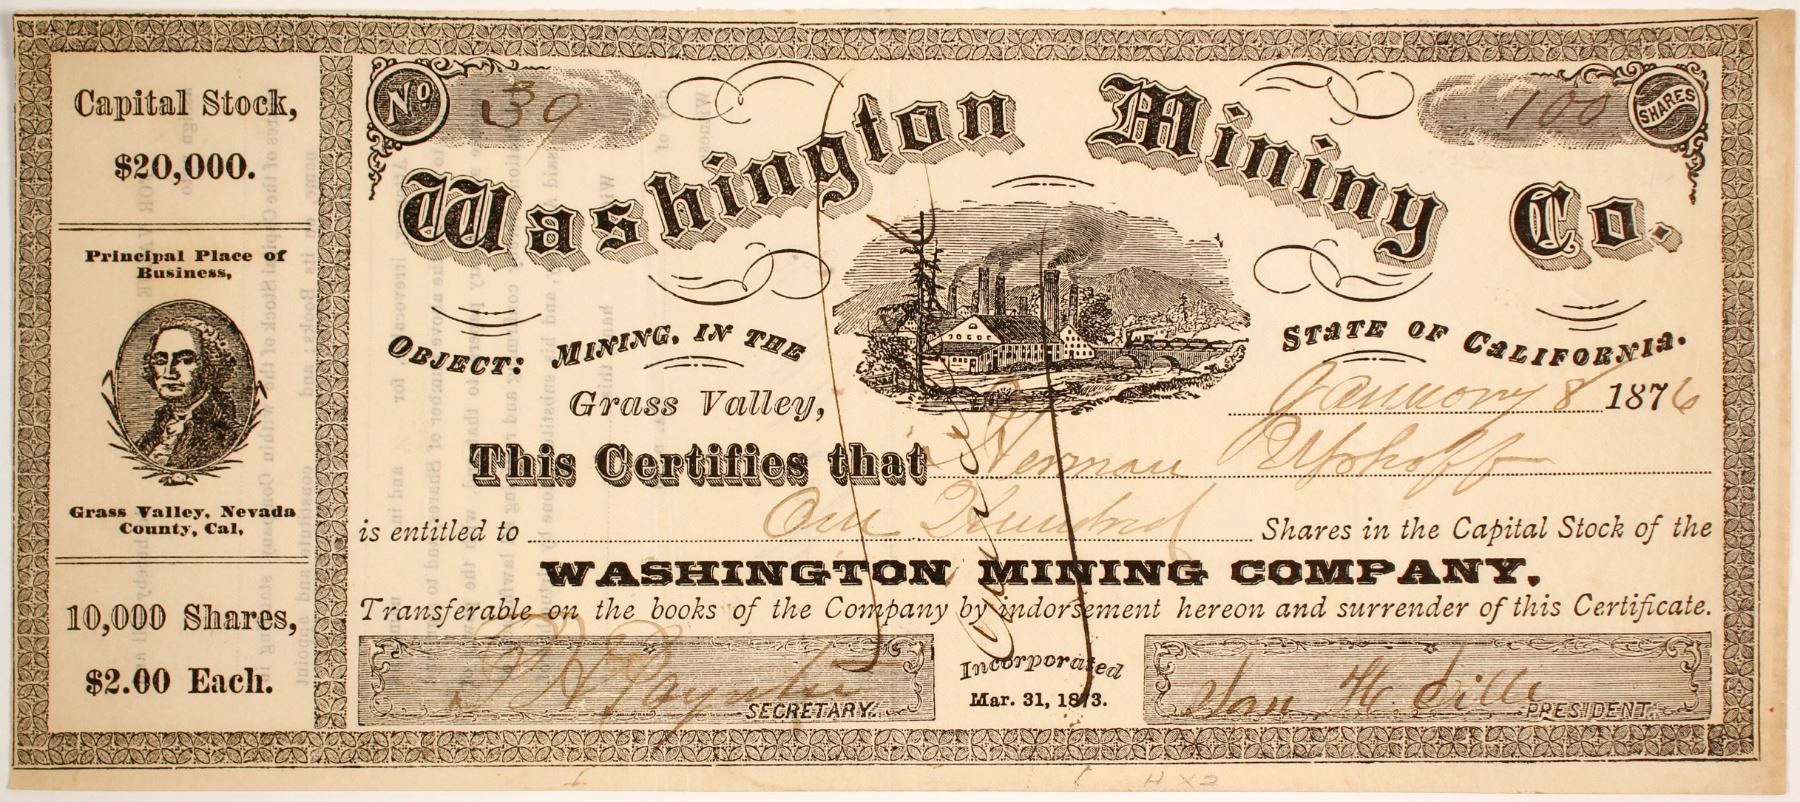 Capital Stock,
$20,000.
Principal Place of
Business,
Grass Valley, Nevada
County, Cal,
10,000 Shares,
$2.00 Each.
No 39
100 SHARES
Washington Mining Co.
OBJECT: MINING, IN THE
STATE OF CALIFORNIA.
Grass Valley,
January 8 1876
This Certifies that Herman Uphoff
is entitled to One Hundred Shares in the Capital Stock of the
WASHINGTON MINING COMPANY.
Transferable on the books of the Company by indorsement hereon and surrender of this Certificate.
SECRETARY.
Incorporated
Mar. 31, 1873.
PRESIDENT.
H X 2